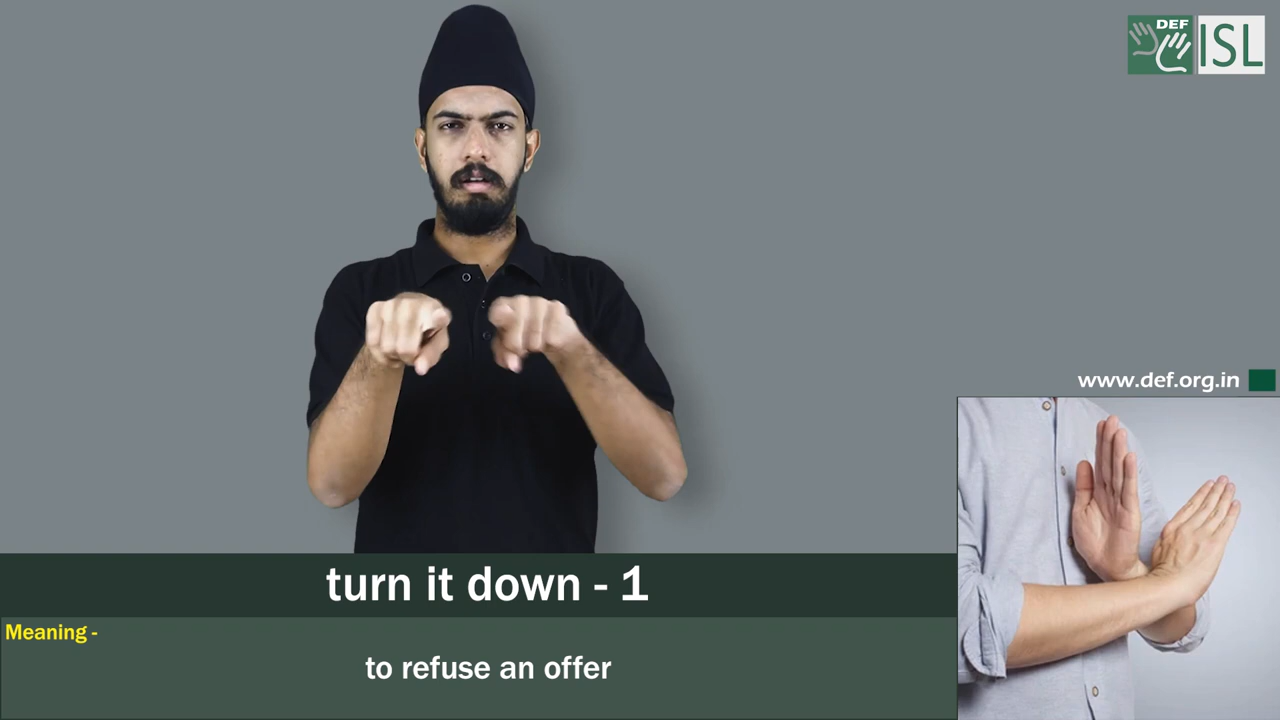 DEF
ISL
www.def.org.in
turn it down - 1
Meaning -
to refuse an offer